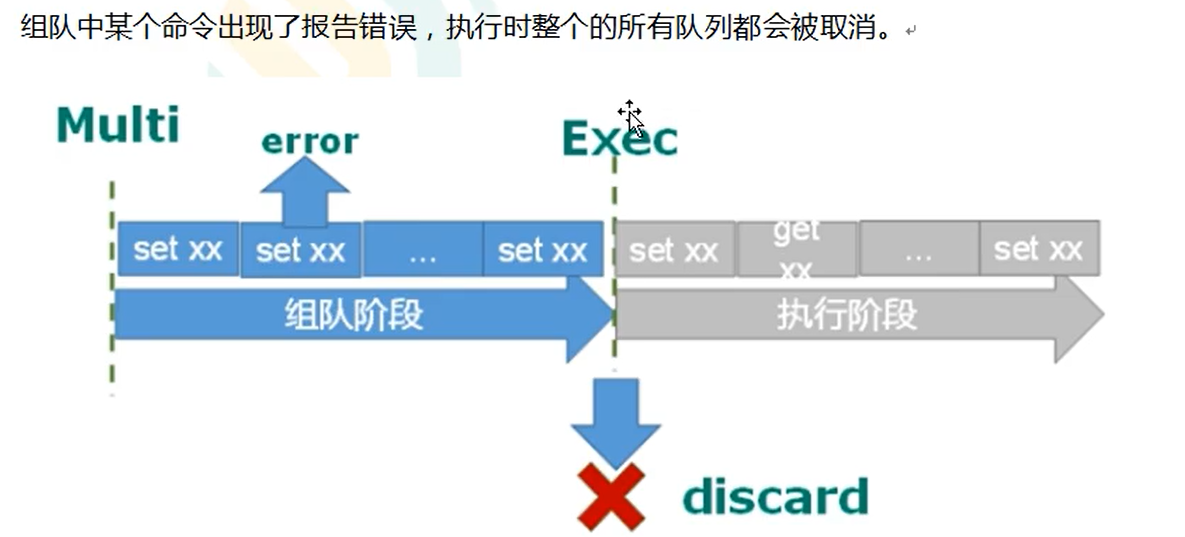 组队中某个命令出现了报告错误，执行时整个的所有队列都会被取消。
Multi
error
Exec
set xx
set xx
...
set xx
set xx
get
xx
...
set xx
组队阶段
执行阶段
discard